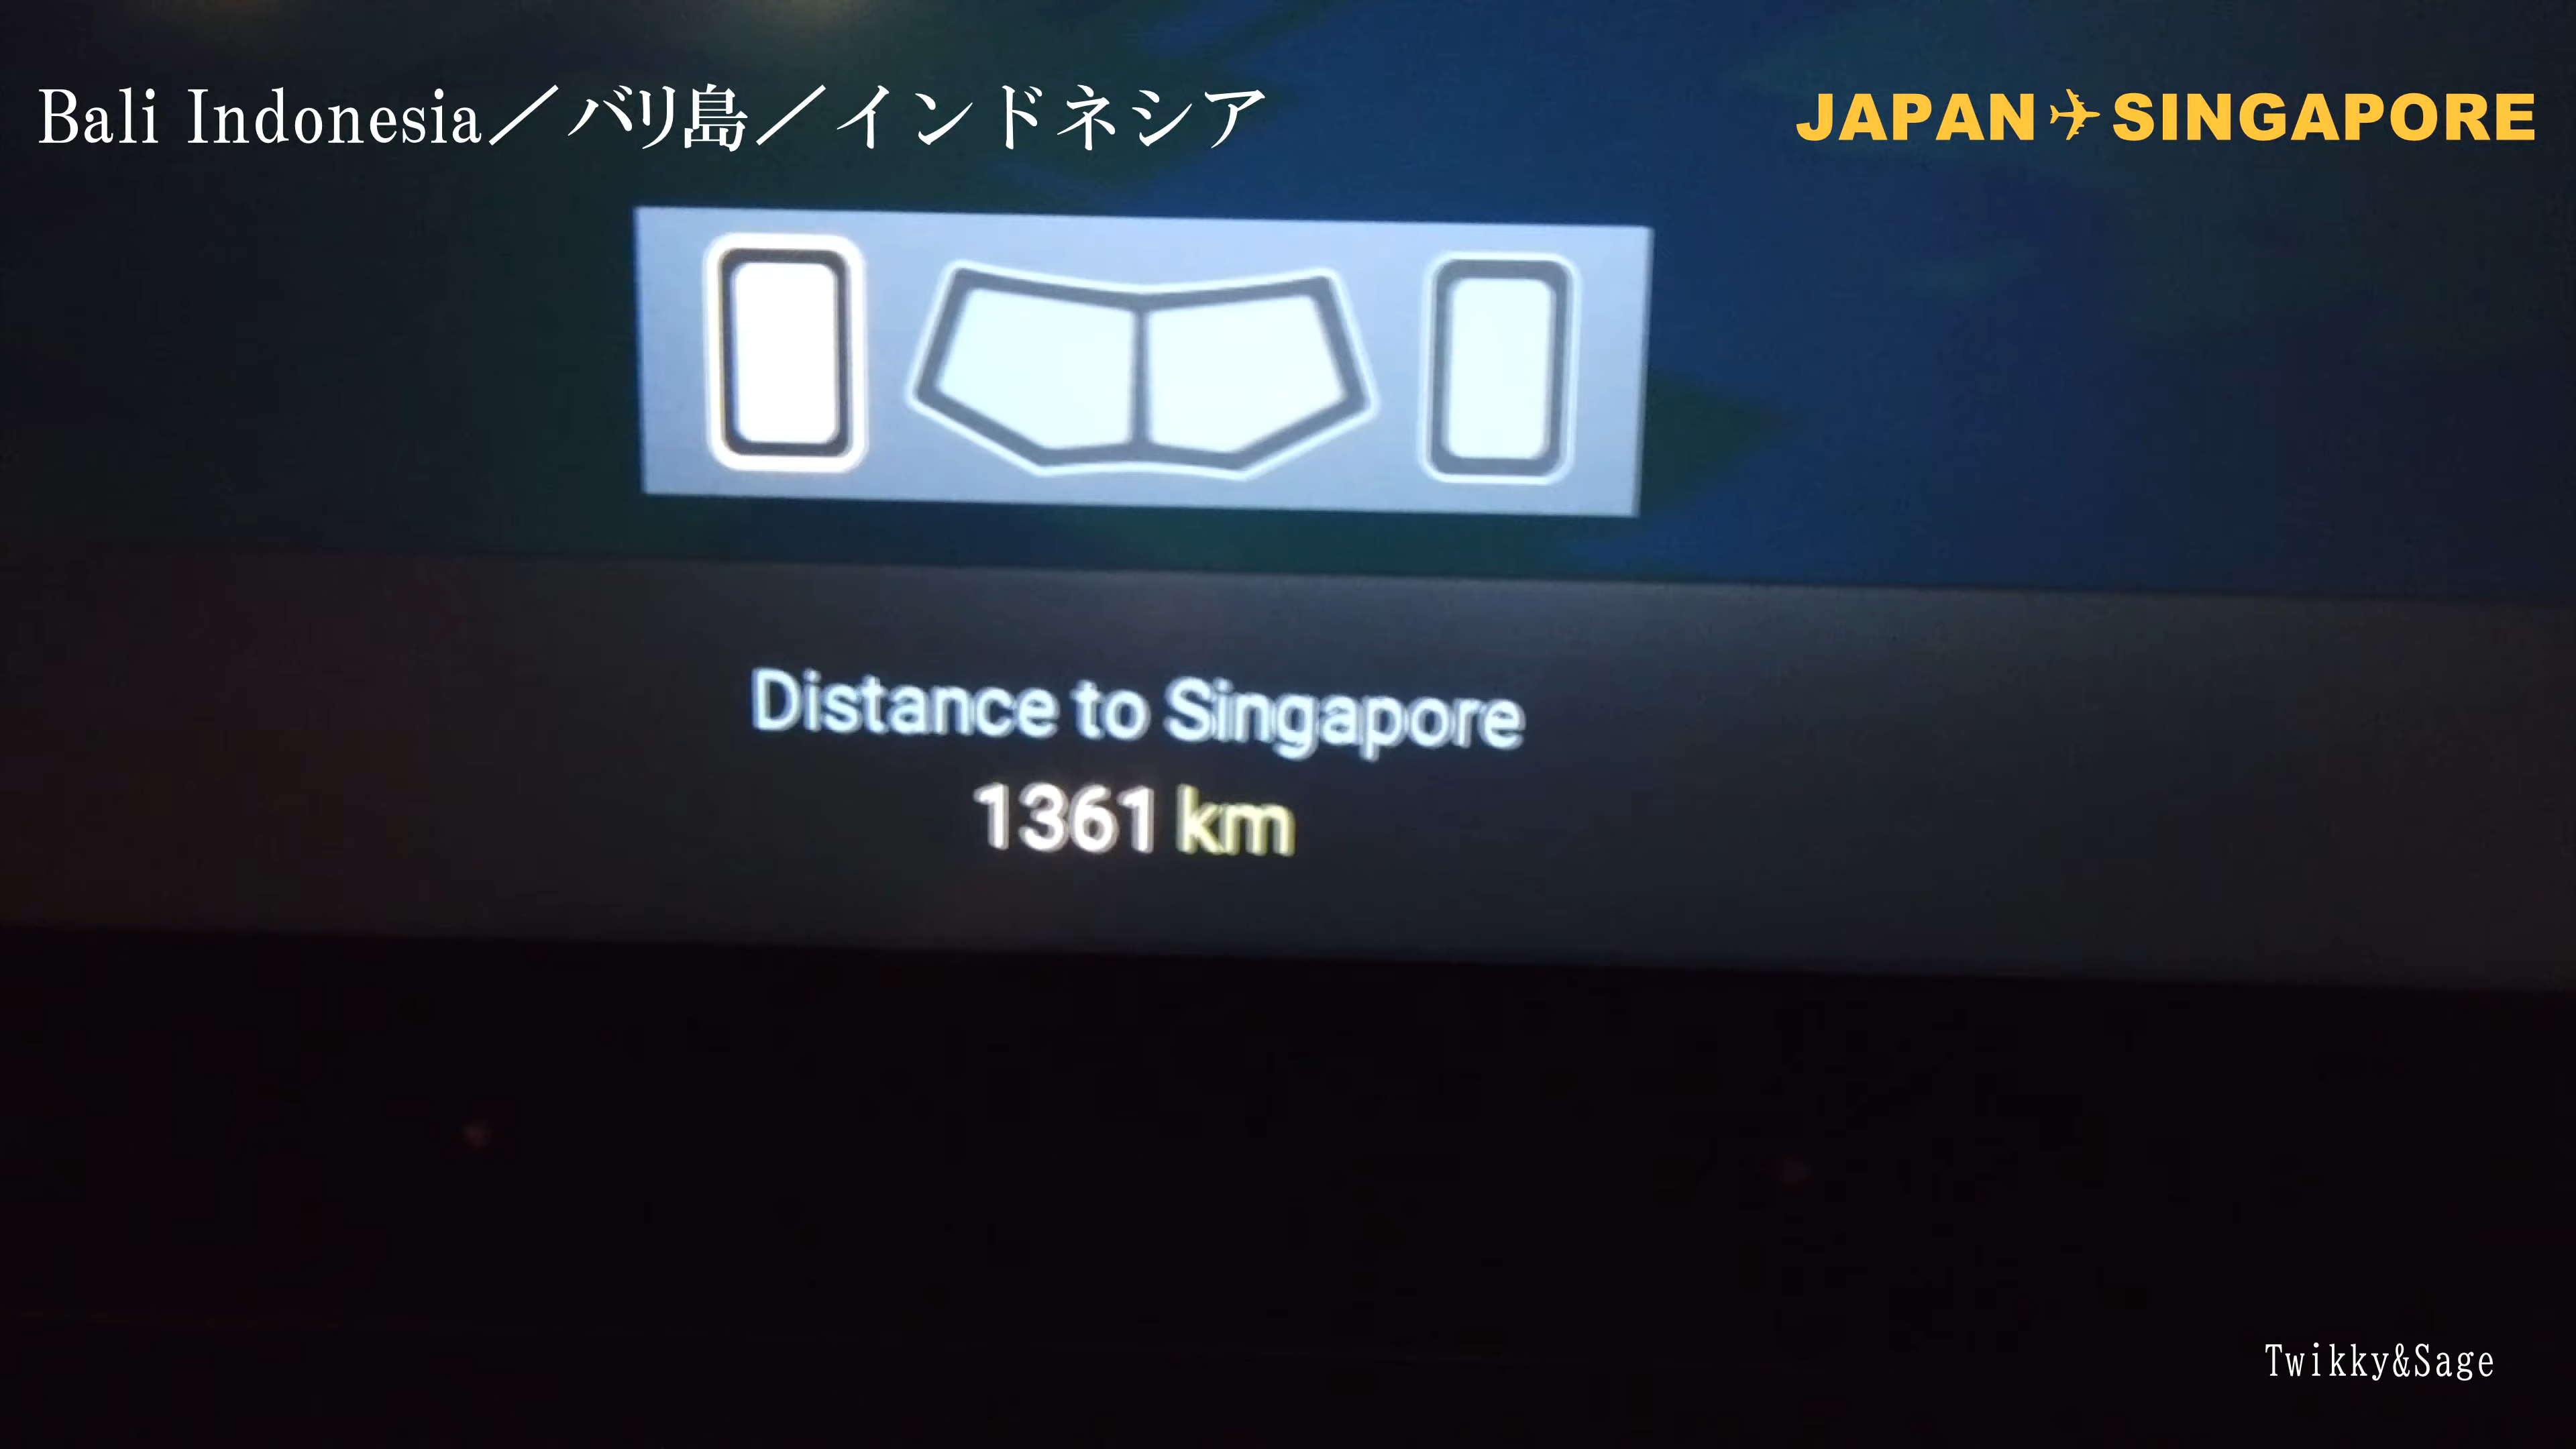 Bali Indonesia／バリ島／インドネシア
JAPAN✈SINGAPORE
Distance to Singapore
1361 km
Twikky&Sage